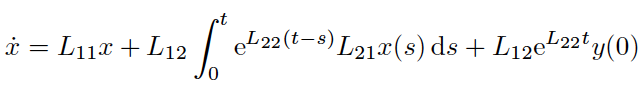 ẋ = L₁₁x + L₁₂ ∫₀ᵗ e^{L₂₂(t−s)} L₂₁x(s) ds + L₁₂e^{L₂₂t}y(0)